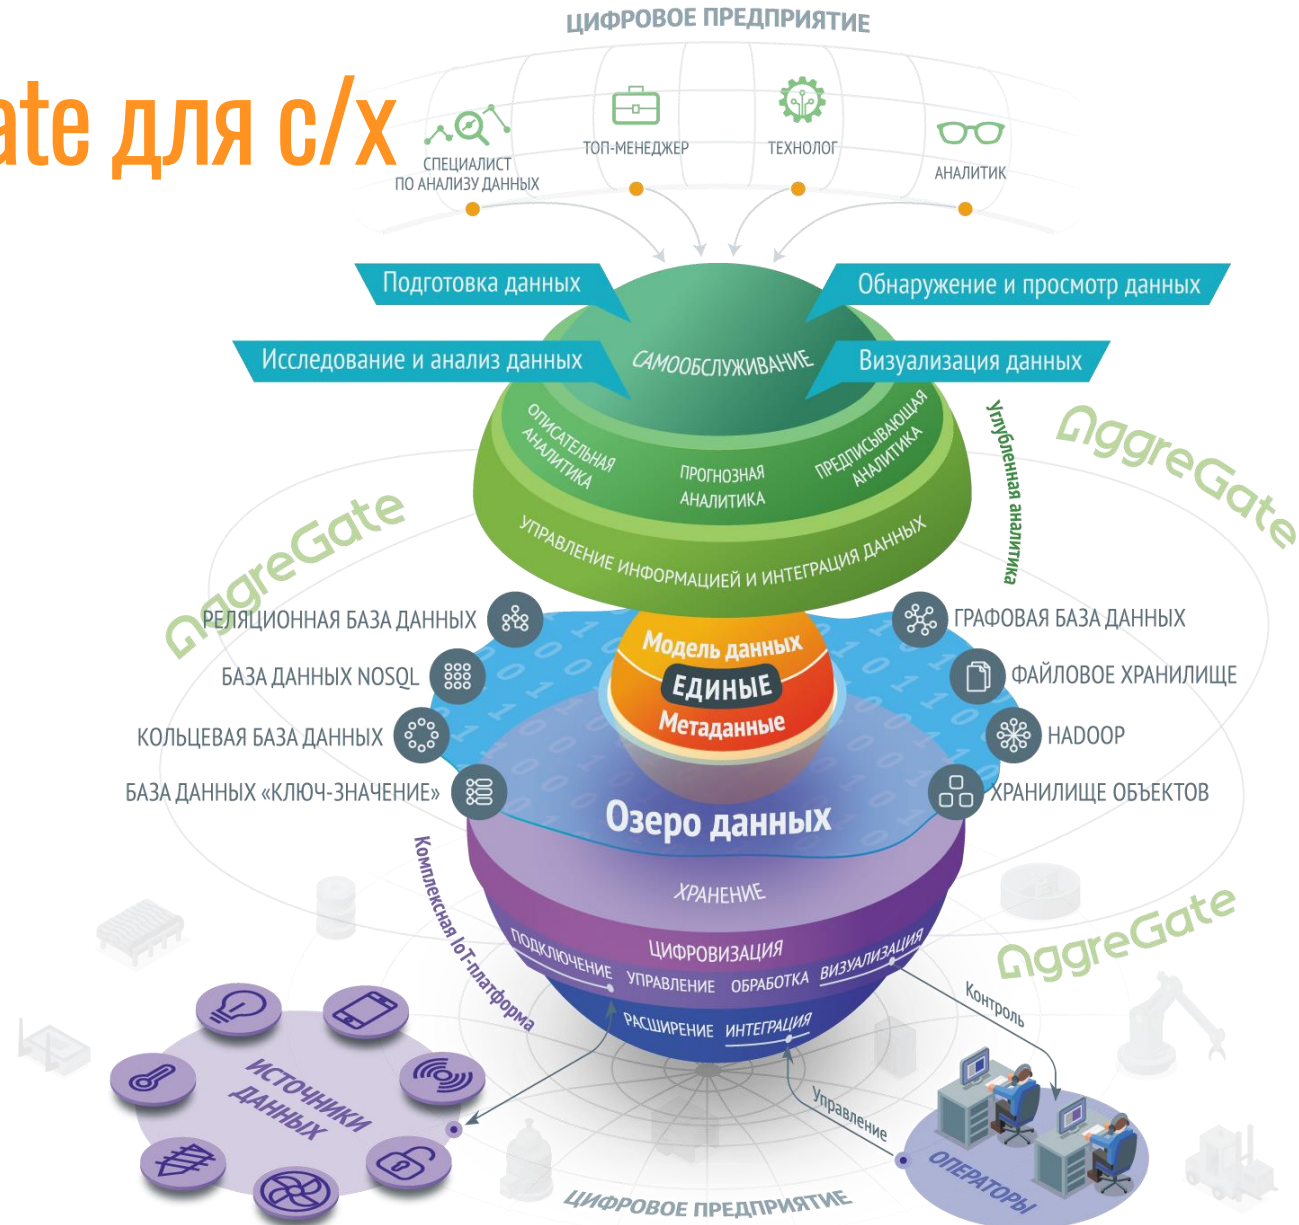 ЦИФРОВОЕ ПРЕДПРИЯТИЕ
ate для с/х
СПЕЦИАЛИСТ
ПО АНАЛИЗУ ДАННЫХ
ТОП-МЕНЕДЖЕР
ТЕХНОЛОГ
АНАЛИТИК
Подготовка данных
Обнаружение и просмотр данных
Исследование и анализ данных
САМООБСЛУЖИВАНИЕ
Визуализация данных
ОПИСАТЕЛЬНАЯ
АНАЛИТИКА
ПРОГНОЗНАЯ
АНАЛИТИКА
ПРЕДПИСЫВАЮЩАЯ
АНАЛИТИКА
Углубленная аналитика
AggreGate
AggreGate
УПРАВЛЕНИЕ ИНФОРМАЦИЕЙ И ИНТЕГРАЦИЯ ДАННЫХ
РЕЛЯЦИОННАЯ БАЗА ДАННЫХ
ГРАФОВАЯ БАЗА ДАННЫХ
Модель данных
ЕДИНЫЕ
Метаданные
БАЗА ДАННЫХ NOSQL
ФАЙЛОВОЕ ХРАНИЛИЩЕ
КОЛЬЦЕВАЯ БАЗА ДАННЫХ
HADOOP
БАЗА ДАННЫХ «КЛЮЧ-ЗНАЧЕНИЕ»
ХРАНИЛИЩЕ ОБЪЕКТОВ
Озеро данных
Комплексная IoT-платформа
ХРАНЕНИЕ
ЦИФРОВИЗАЦИЯ
ПОДКЛЮЧЕНИЕ
УПРАВЛЕНИЕ
ОБРАБОТКА
ВИЗУАЛИЗАЦИЯ
AggreGate
РАСШИРЕНИЕ
ИНТЕГРАЦИЯ
Контроль
ИСТОЧНИКИ
ДАННЫХ
Управление
ОПЕРАТОРЫ
ЦИФРОВОЕ ПРЕДПРИЯТИЕ